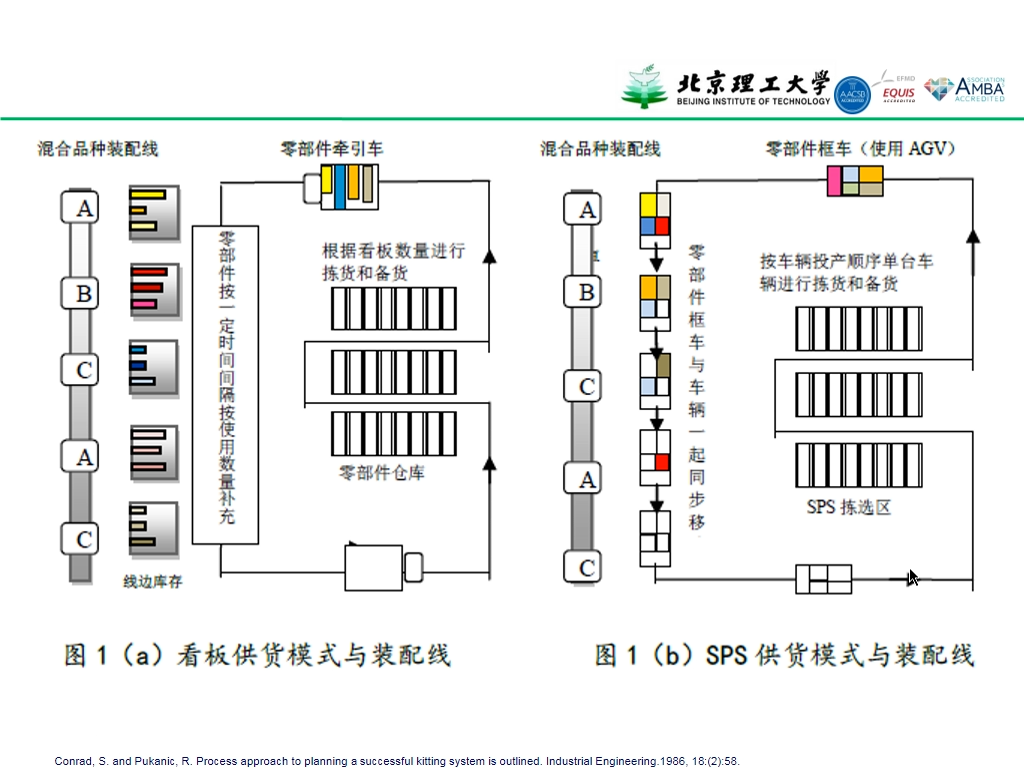 北京理工大学
BEIJING INSTITUTE OF TECHNOLOGY
AACSB
ACCREDITED
EFMD
EQUIS
ACCREDITED
ASSOCIATION
AMBA
ACCREDITED
混合品种装配线
零部件牵引车
A
B
C
A
C
线边库存
零部件按一定时间间隔按使用数量补充
根据看板数量进行
拣货和备货
零部件仓库
图1（a）看板供货模式与装配线
混合品种装配线
零部件框车（使用 AGV）
A
B
C
A
C
零部件框车与车辆一起同步移
按车辆投产顺序单台车
辆进行拣货和备货
SPS 拣选区
图1（b）SPS 供货模式与装配线
Conrad, S. and Pukanic, R. Process approach to planning a successful kitting system is outlined. Industrial Engineering.1986, 18:(2):58.